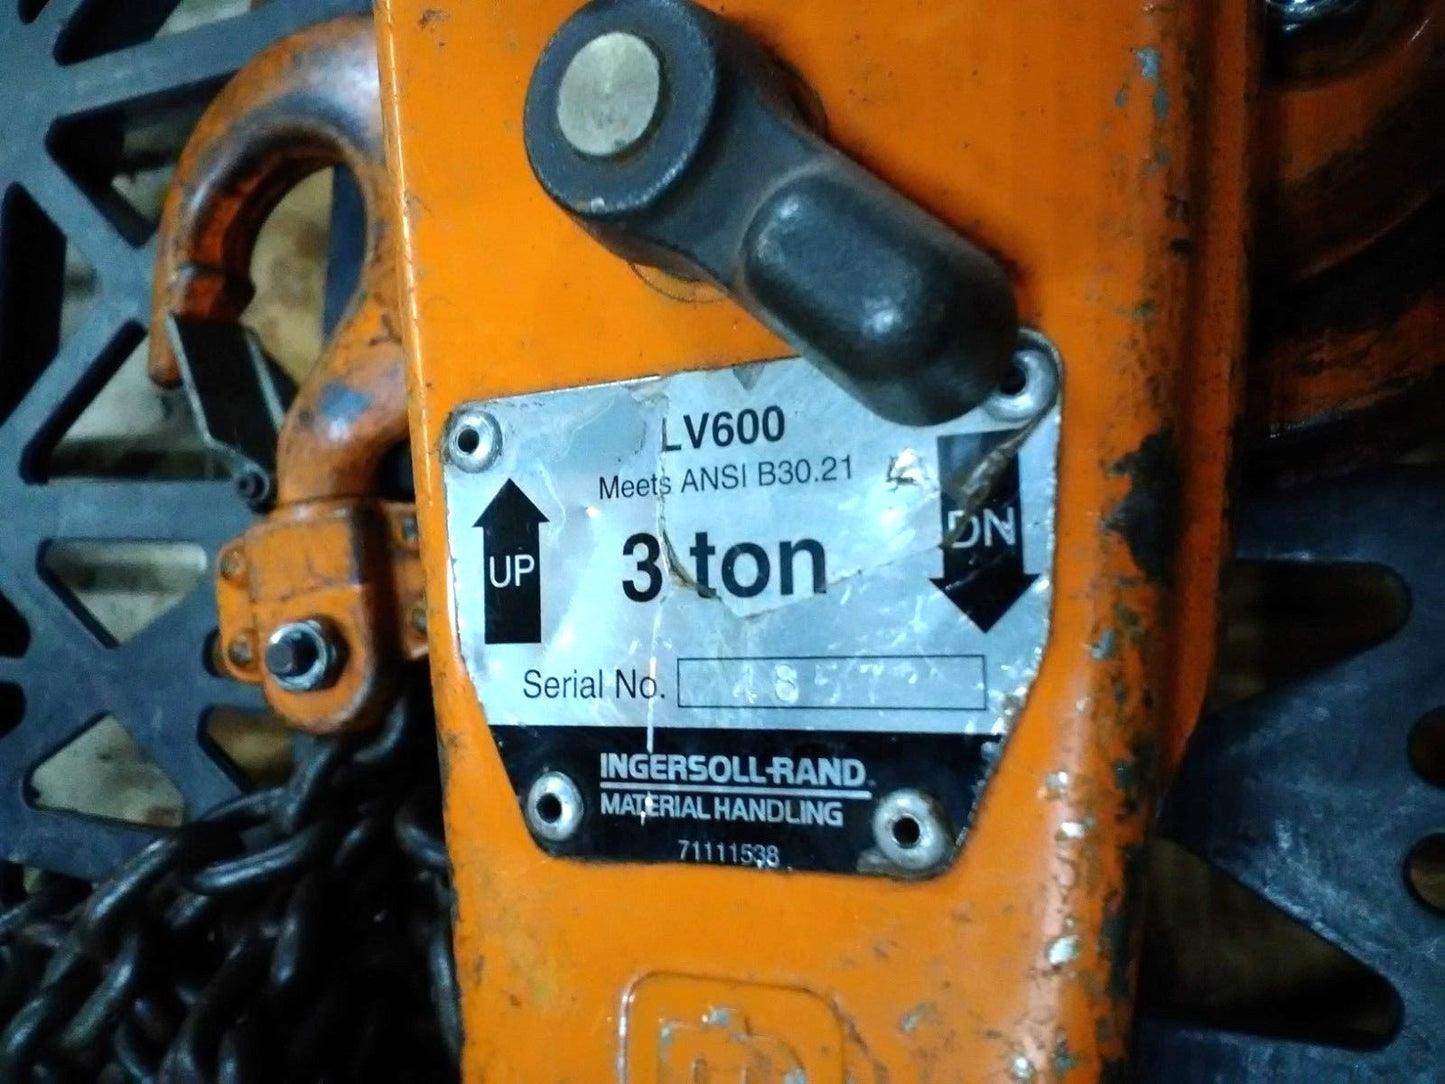 LV600
Meets ANSI B30.21
UP
3 ton
DN
Serial No.
INGERSOLL-RAND
MATERIAL HANDLING
71111538